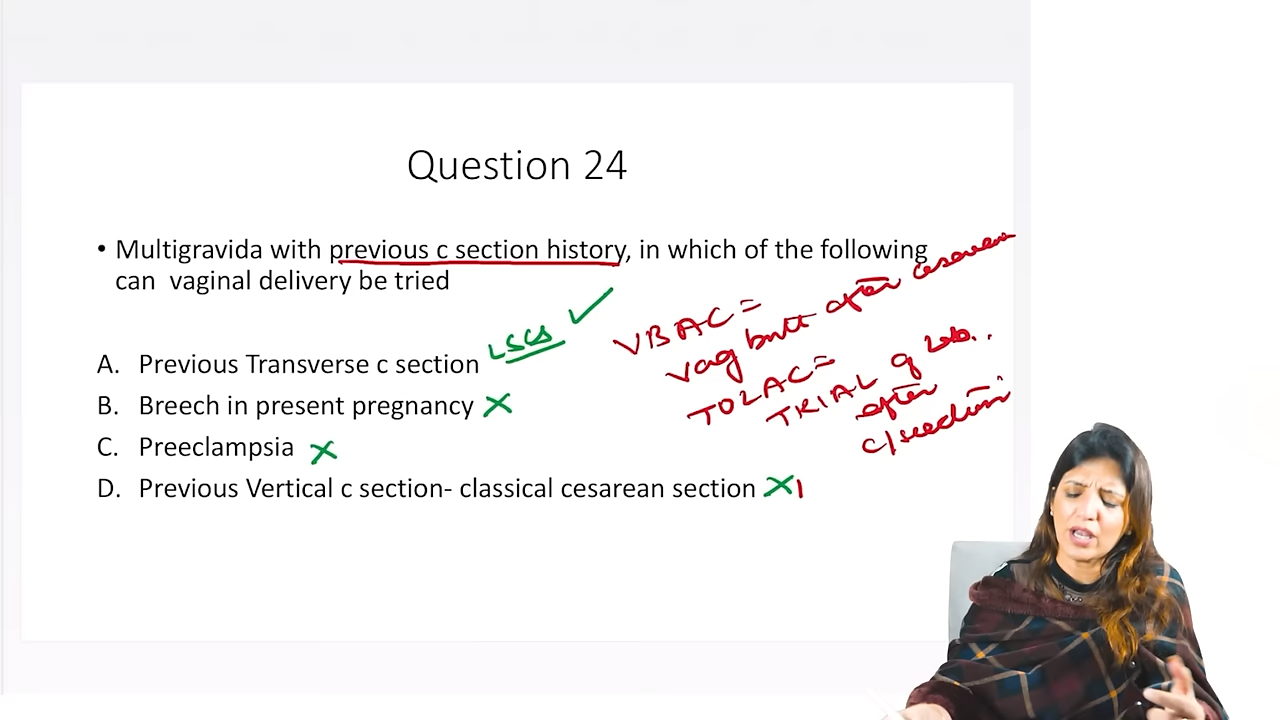 Question 24
• Multigravida with previous c section history, in which of the following
can vaginal delivery be tried
A. Previous Transverse c section LSCS ✓
B. Breech in present pregnancy X
C. Preeclampsia X
D. Previous Vertical c section- classical cesarean section X
VBAC =
vag birth after cesarean
TOLAC =
TRIAL of lab..
after
c/section